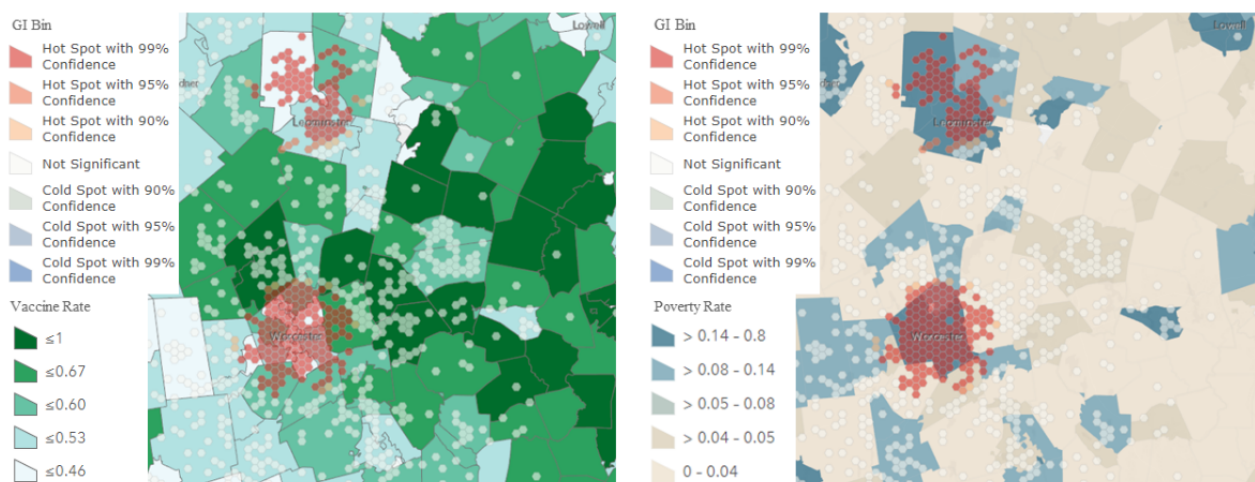 GI Bin
Hot Spot with 99%
Confidence
Hot Spot with 95%
Confidence
Hot Spot with 90%
Confidence
Not Significant
Cold Spot with 90%
Confidence
Cold Spot with 95%
Confidence
Cold Spot with 99%
Confidence
Vaccine Rate
≤1
≤0.67
≤0.60
≤0.53
≤0.46
Lowell
dner
Leominster
Worcester
GI Bin
Hot Spot with 99%
Confidence
Hot Spot with 95%
Confidence
Hot Spot with 90%
Confidence
Not Significant
Cold Spot with 90%
Confidence
Cold Spot with 95%
Confidence
Cold Spot with 99%
Confidence
Poverty Rate
> 0.14 - 0.8
> 0.08 - 0.14
> 0.05 - 0.08
> 0.04 - 0.05
0 - 0.04
Lowell
dner
Leominster
Worcester